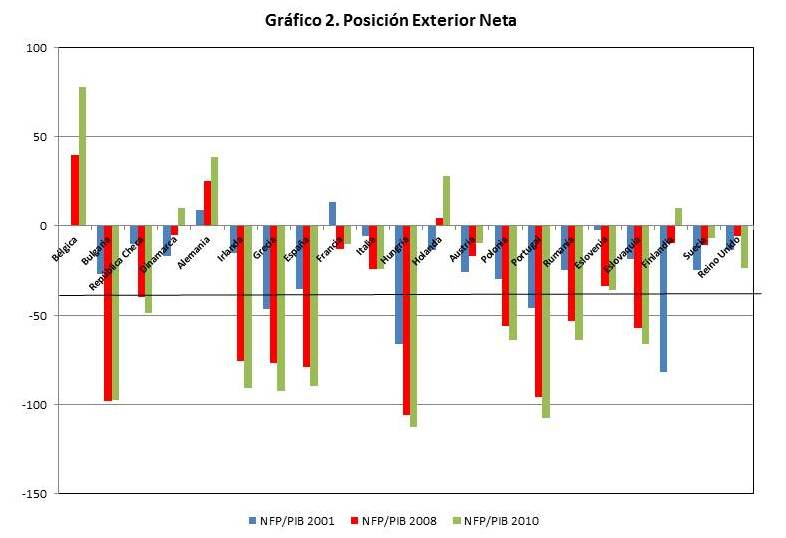 Gráfico 2. Posición Exterior Neta
100
50
0
-50
-100
-150
Bélgica
Bulgaria
República Checa
Dinamarca
Alemania
Irlanda
Grecia
España
Francia
Italia
Hungría
Holanda
Austria
Polonia
Portugal
Rumanía
Eslovenia
Eslovaquia
Finlandia
Suecia
Reino Unido
NFP/PIB 2001 NFP/PIB 2008 NFP/PIB 2010